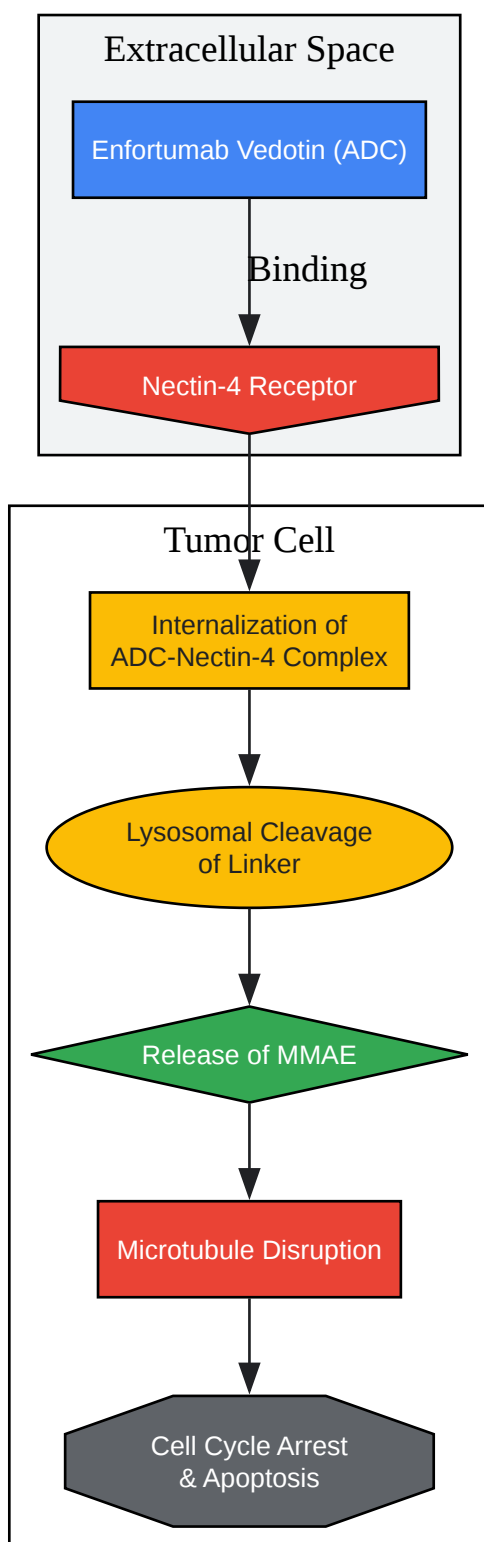 Extracellular Space
Enfortumab Vedotin (ADC)
Binding
Nectin-4 Receptor
Tumor Cell
Internalization of
ADC-Nectin-4 Complex
Lysosomal Cleavage
of Linker
Release of MMAE
Microtubule Disruption
Cell Cycle Arrest
& Apoptosis